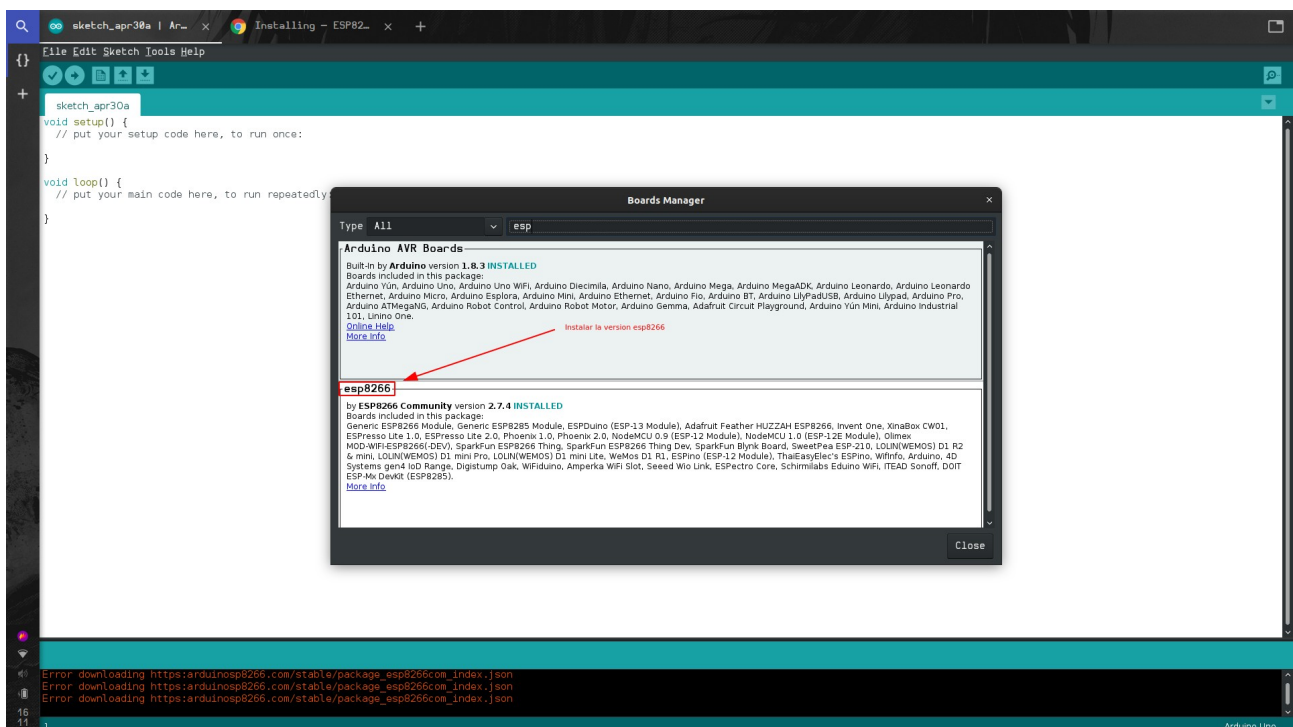 sketch_apr30a | Ar… ×
Installing – ESP82… × +
File Edit Sketch Tools Help
{}
+
sketch_apr30a
void setup() {
// put your setup code here, to run once:
}
void loop() {
// put your main code here, to run repeatedly:
}
Boards Manager ×
Type All esp
Arduino AVR Boards
Built-In by Arduino version 1.8.3 INSTALLED
Boards included in this package:
Arduino Yún, Arduino Uno, Arduino Uno WiFi, Arduino Diecimila, Arduino Nano, Arduino Mega, Arduino MegaADK, Arduino Leonardo, Arduino Leonardo
Ethernet, Arduino Micro, Arduino Esplora, Arduino Mini, Arduino Ethernet, Arduino Fio, Arduino BT, Arduino LilyPadUSB, Arduino Lilypad, Arduino Pro,
Arduino ATMegaNG, Arduino Robot Control, Arduino Robot Motor, Arduino Gemma, Adafruit Circuit Playground, Arduino Yún Mini, Arduino Industrial
101, Linino One.
Online Help
Instalar la version esp8266
More Info
esp8266
by ESP8266 Community version 2.7.4 INSTALLED
Boards included in this package:
Generic ESP8266 Module, Generic ESP8285 Module, ESPDuino (ESP-13 Module), Adafruit Feather HUZZAH ESP8266, Invent One, XinaBox CW01,
ESPresso Lite 1.0, ESPresso Lite 2.0, Phoenix 1.0, Phoenix 2.0, NodeMCU 0.9 (ESP-12 Module), NodeMCU 1.0 (ESP-12E Module), Olimex
MOD-WIFI-ESP8266(-DEV), SparkFun ESP8266 Thing, SparkFun ESP8266 Thing Dev, SparkFun Blynk Board, SweetPea ESP-210, LOLIN(WEMOS) D1 R2
& mini, LOLIN(WEMOS) D1 mini Pro, LOLIN(WEMOS) D1 mini Lite, WeMos D1 R1, ESPino (ESP-12 Module), ThaiEasyElec's ESPino, WifInfo, Arduino, 4D
Systems gen4 IoD Range, Digistump Oak, WiFiduino, Amperka WiFi Slot, Seeed Wio Link, ESPectro Core, Schirmilabs Eduino WiFi, ITEAD Sonoff, DOIT
ESP-Mx DevKit (ESP8285).
More Info
Close
Error downloading https:arduinosp8266.com/stable/package_esp8266com_index.json
Error downloading https:arduinosp8266.com/stable/package_esp8266com_index.json
Error downloading https:arduinosp8266.com/stable/package_esp8266com_index.json
16
11
1
Arduino Uno